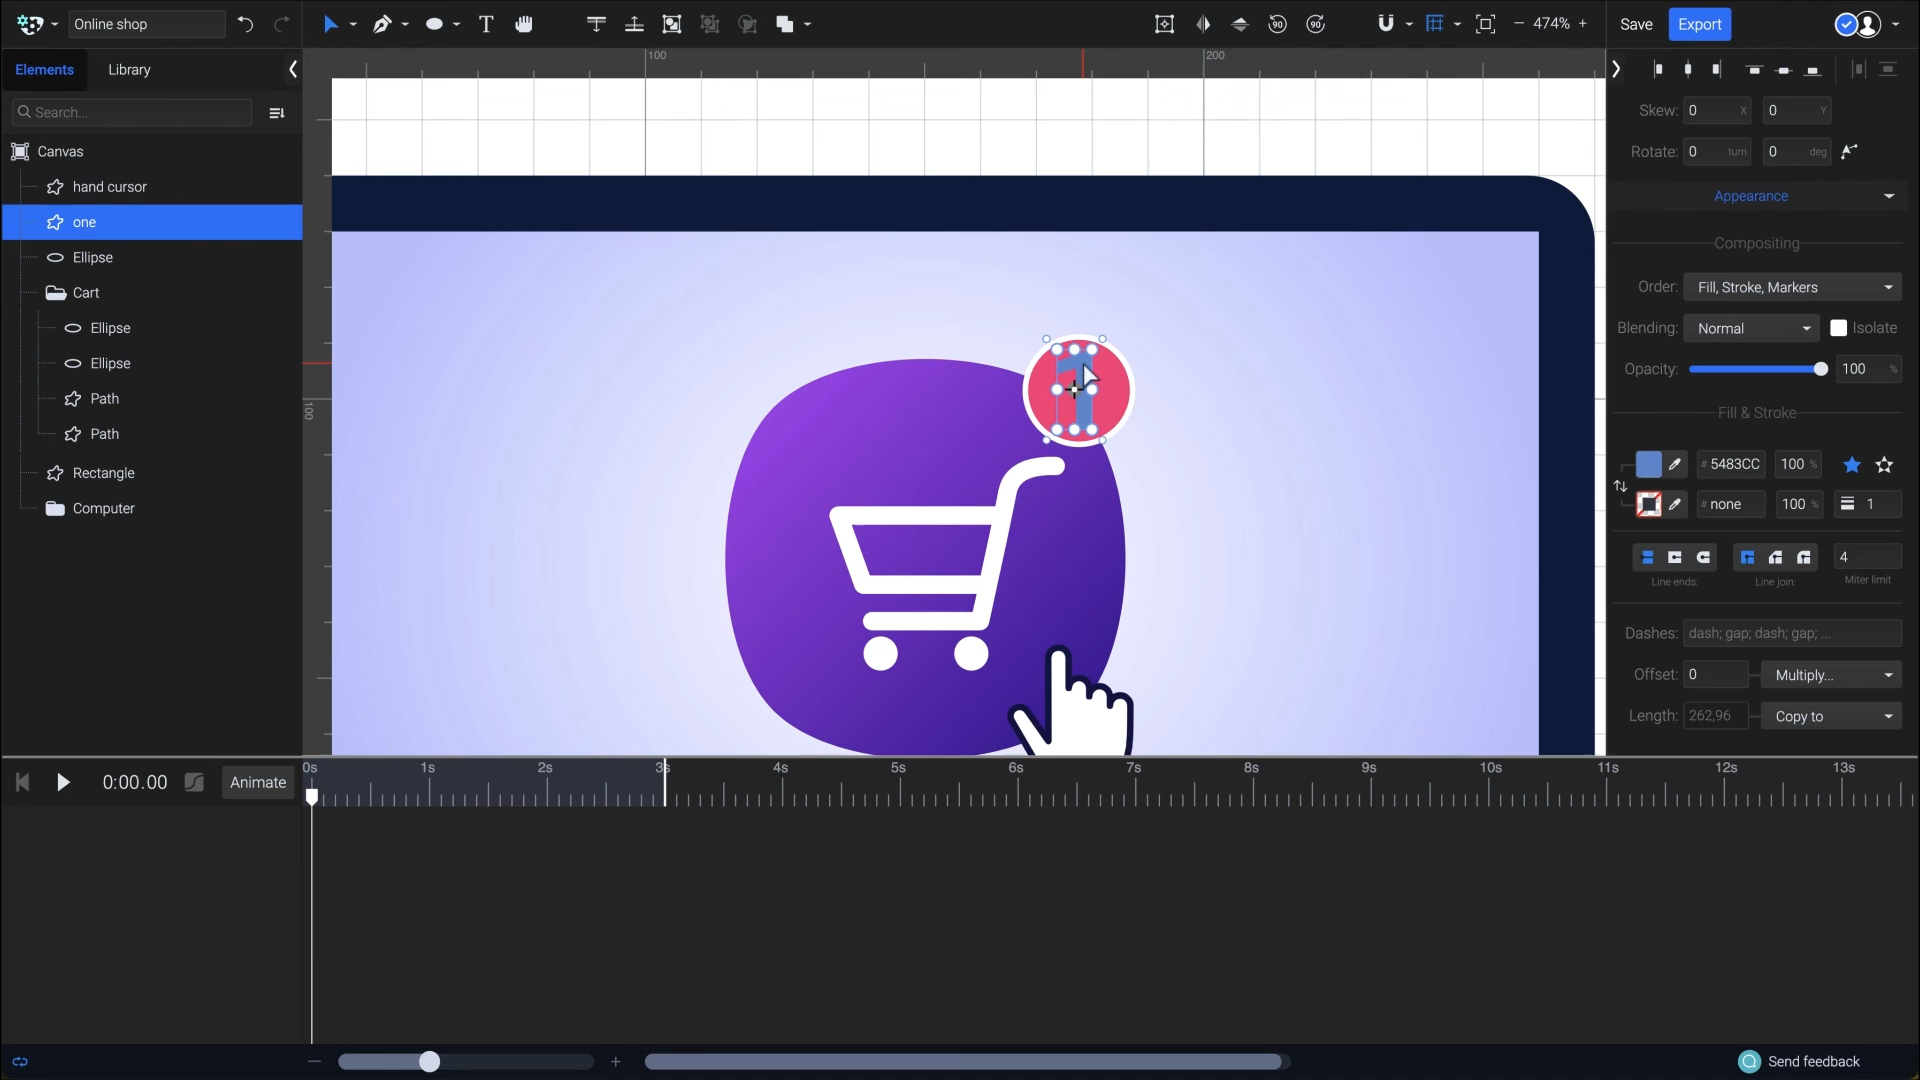 Online shop
474%
Save
Export
Elements
Library
Search...
Canvas
hand cursor
one
Ellipse
Cart
Ellipse
Ellipse
Path
Path
Rectangle
Computer
100
200
100
1
Skew:
0
X
0
Y
Rotate:
0
turn
0
deg
Appearance
Compositing
Order:
Fill, Stroke, Markers
Blending:
Normal
Isolate
Opacity:
100
%
Fill & Stroke
# 5483CC
100 %
# none
100 %
1
4
Line ends:
Line join:
Miter limit
Dashes:
dash; gap; dash; gap; ...
Offset:
0
Multiply...
Length:
262,96
Copy to
0:00.00
Animate
0s
1s
2s
3s
4s
5s
6s
7s
8s
9s
10s
11s
12s
13s
Send feedback